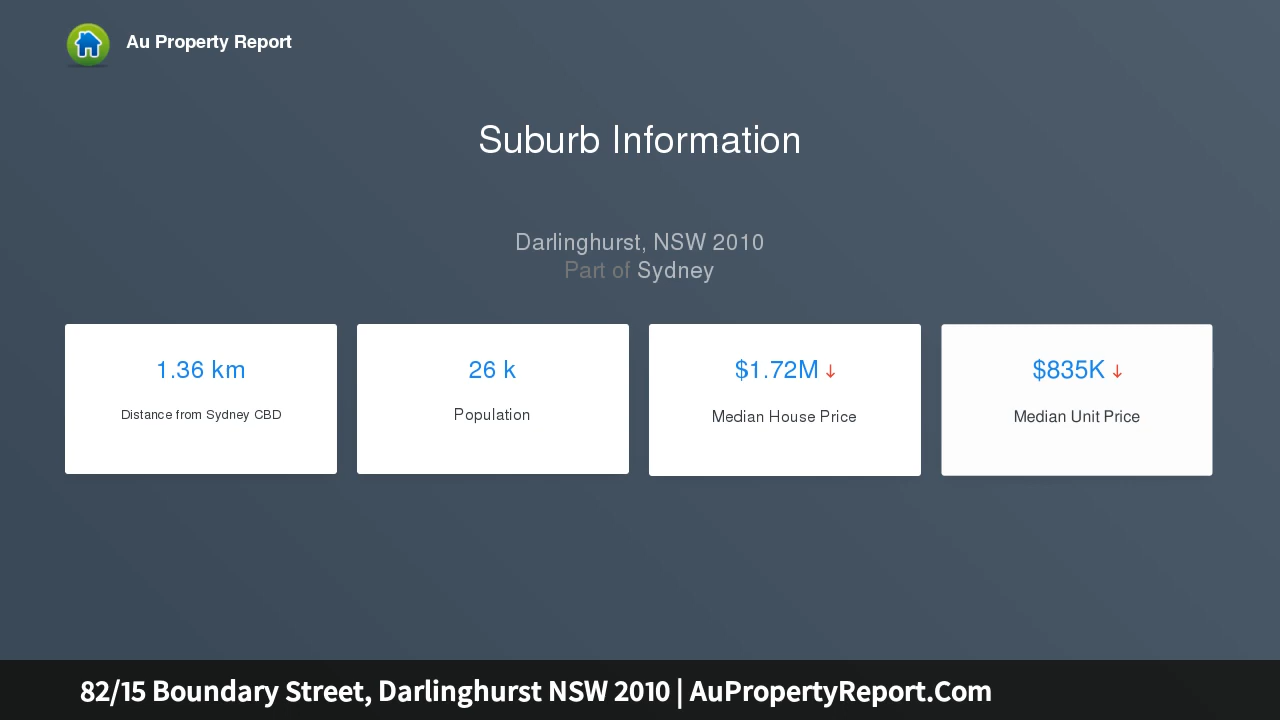 Au Property Report
Suburb Information
Darlinghurst, NSW 2010
Part of Sydney
1.36 km
Distance from Sydney CBD
26 k
Population
$1.72M ↓
Median House Price
$835K ↓
Median Unit Price
82/15 Boundary Street, Darlinghurst NSW 2010 | AuPropertyReport.Com